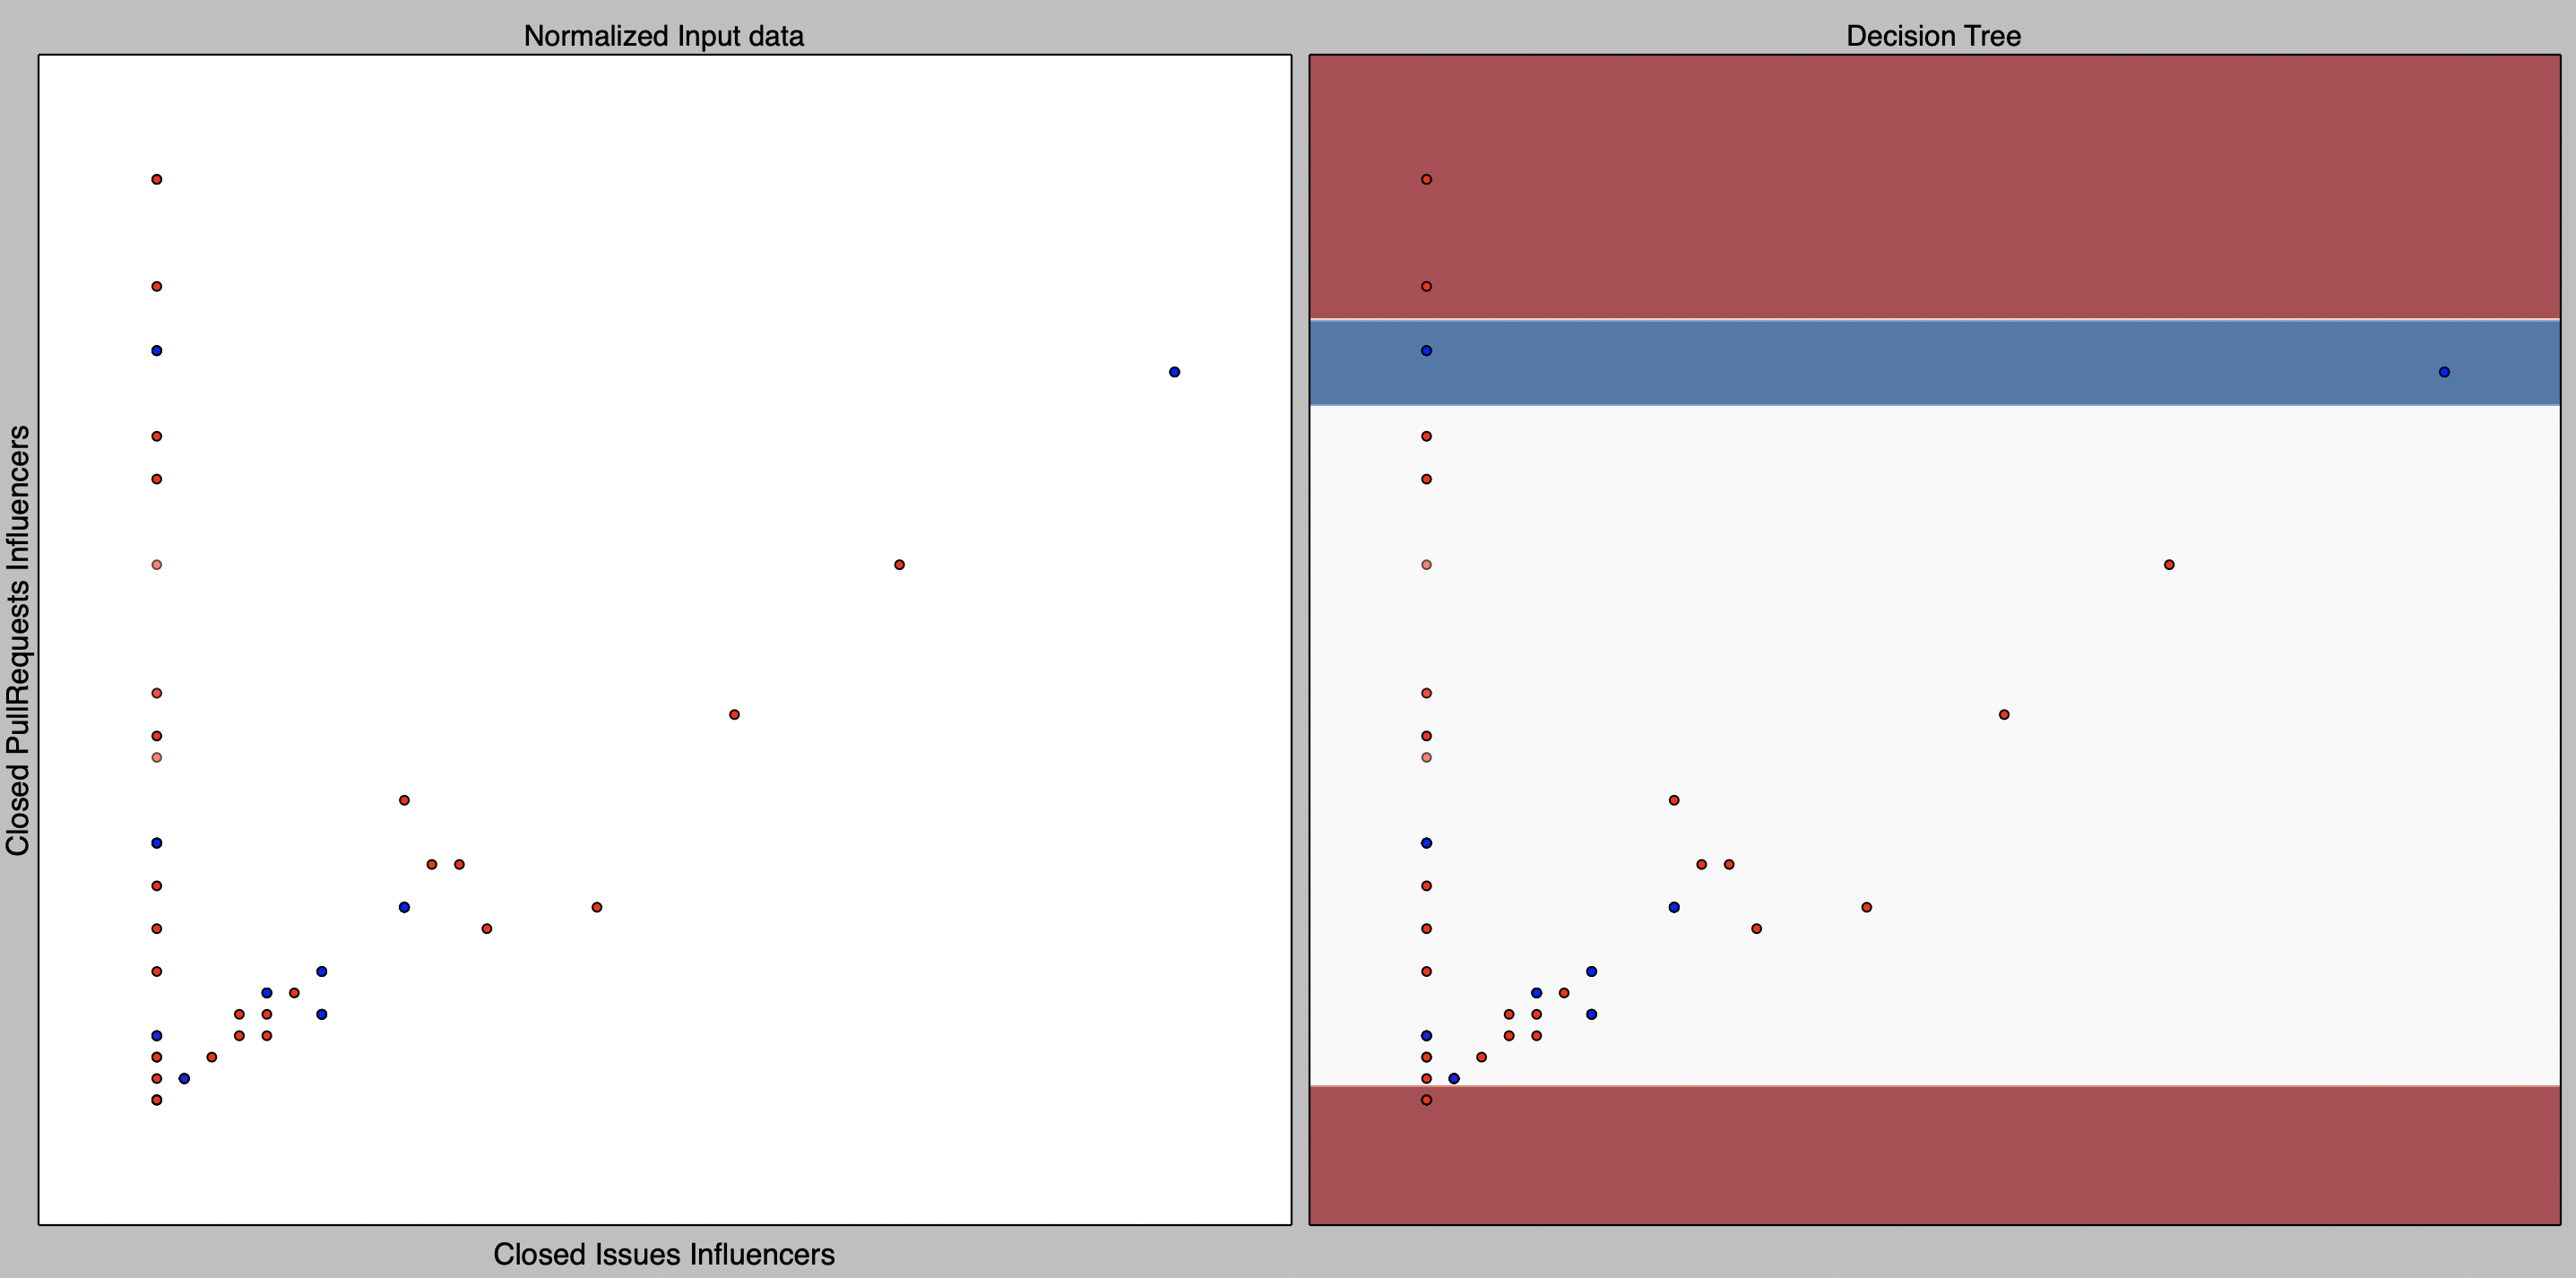 Normalized Input data
Decision Tree
Closed PullRequests Influencers
Closed Issues Influencers